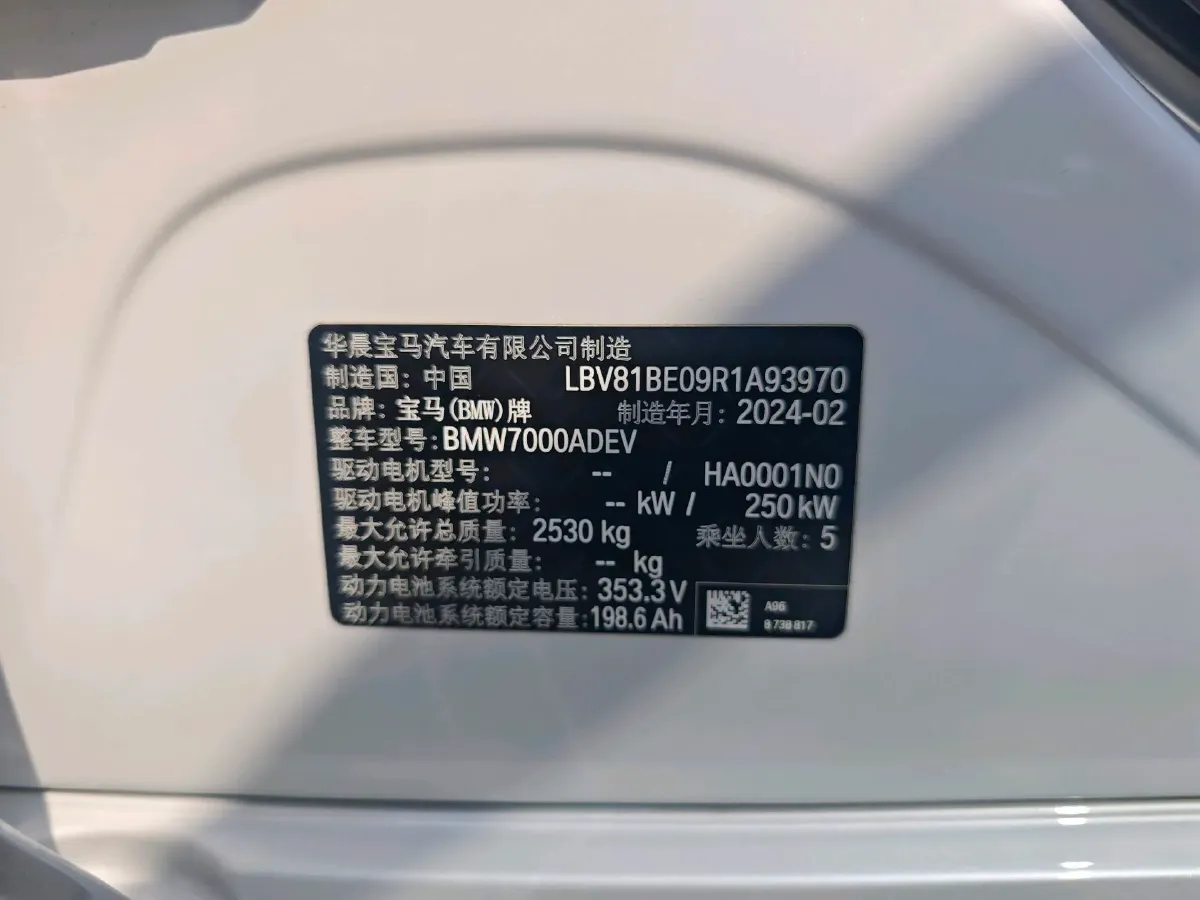 华晨宝马汽车有限公司制造
制造国：中国 LBV81BE09R1A93970
品牌：宝马(BMW)牌 制造年月：2024-02
整车型号:BMW7000ADEV
驱动电机型号： -- / HA0001N0
驱动电机峰值功率： -- kW / 250 kW
最大允许总质量：2530 kg 乘坐人数：5
最大允许牵引质量： -- kg
动力电池系统额定电压：353.3 V
动力电池系统额定容量:198.6 Ah
A96
8 738 817